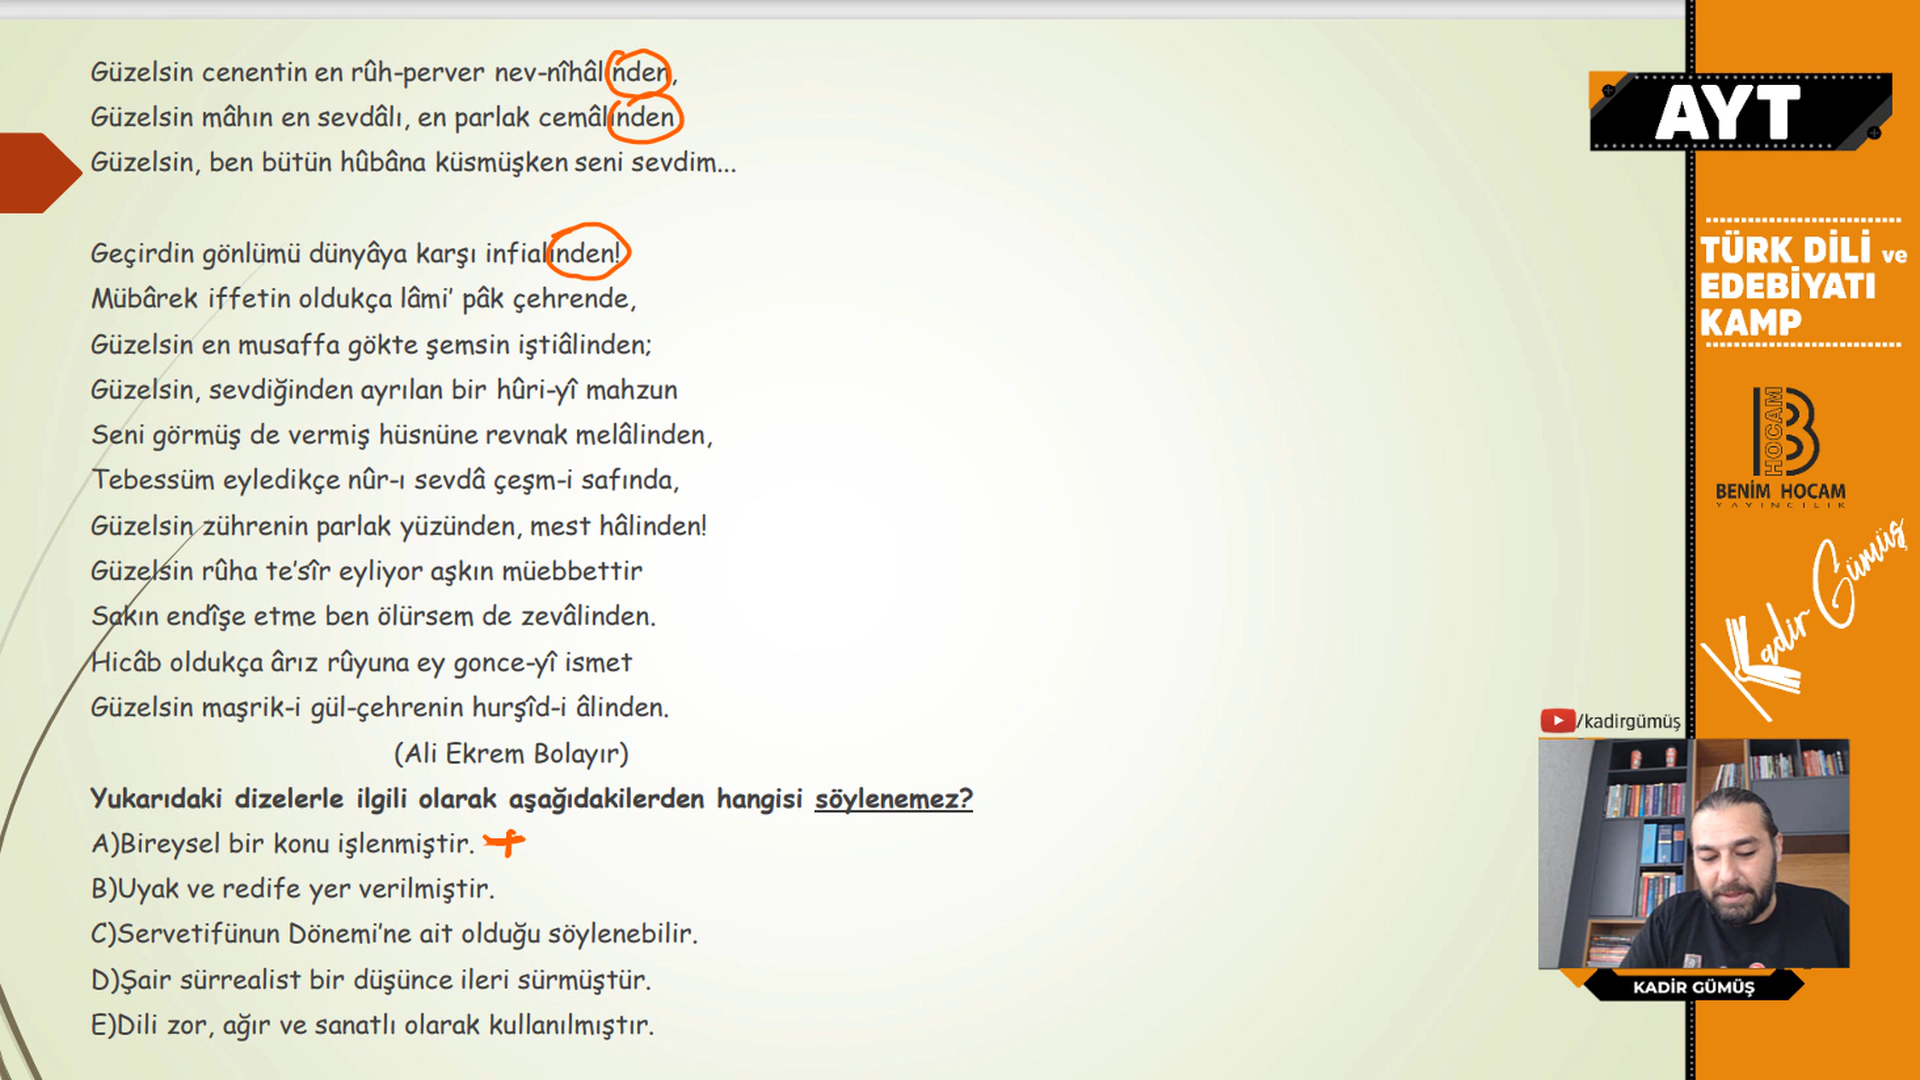 Güzelsin cenentin en rûh-perver nev-nîhâlinden,
Güzelsin mâhın en sevdâlı, en parlak cemâlinden
Güzelsin, ben bütün hûbâna küsmüşken seni sevdim...
Geçirdin gönlümü dünyâya karşı infialinden!
Mübârek iffetin oldukça lâmi’ pâk çehrende,
Güzelsin en musaffa gökte şemsin iştiâlinden;
Güzelsin, sevdiğinden ayrılan bir hûri-yî mahzun
Seni görmüş de vermiş hüsnüne revnak melâlinden,
Tebessüm eyledikçe nûr-ı sevdâ çeşm-i safında,
Güzelsin zührenin parlak yüzünden, mest hâlinden!
Güzelsin rûha te’sîr eyliyor aşkın müebbettir
Sakın endîşe etme ben ölürsem de zevâlinden.
Hicâb oldukça ârız rûyuna ey gonce-yî ismet
Güzelsin maşrik-i gül-çehrenin hurşîd-i âlinden.
(Ali Ekrem Bolayır)
Yukarıdaki dizelerle ilgili olarak aşağıdakilerden hangisi söylenemez?
A)Bireysel bir konu işlenmiştir.
B)Uyak ve redife yer verilmiştir.
C)Servetifünun Dönemi’ne ait olduğu söylenebilir.
D)Şair sürrealist bir düşünce ileri sürmüştür.
E)Dili zor, ağır ve sanatlı olarak kullanılmıştır.
AYT
TÜRK DİLİ ve
EDEBİYATI
KAMP
HOCAM
BENİM HOCAM
YAYINCILIK
Kadir Gümüş
/kadirgümüş
KADİR GÜMÜŞ